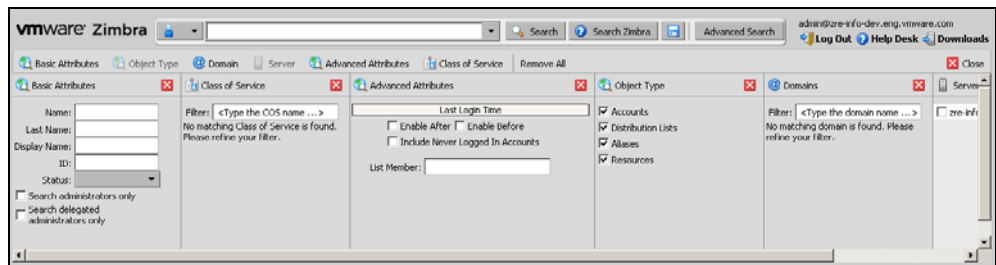 vmware Zimbra
Search
Search Zimbra
Advanced Search
admin@zre-info-dev.eng.vmware.com
Log Out Help Desk Downloads
Basic Attributes Object Type Domain Server Advanced Attributes Class of Service Remove All Close
Basic Attributes
Name:
Last Name:
Display Name:
ID:
Status:
Search administrators only
Search delegated
administrators only
Class of Service
Filter: <Type the COS name ...>
No matching Class of Service is found.
Please refine your filter.
Advanced Attributes
Last Login Time
Enable After Enable Before
Include Never Logged In Accounts
List Member:
Object Type
Accounts
Distribution Lists
Aliases
Resources
Domains
Filter: <Type the domain name ...>
No matching domain is found. Please
refine your filter.
Server
zre-info